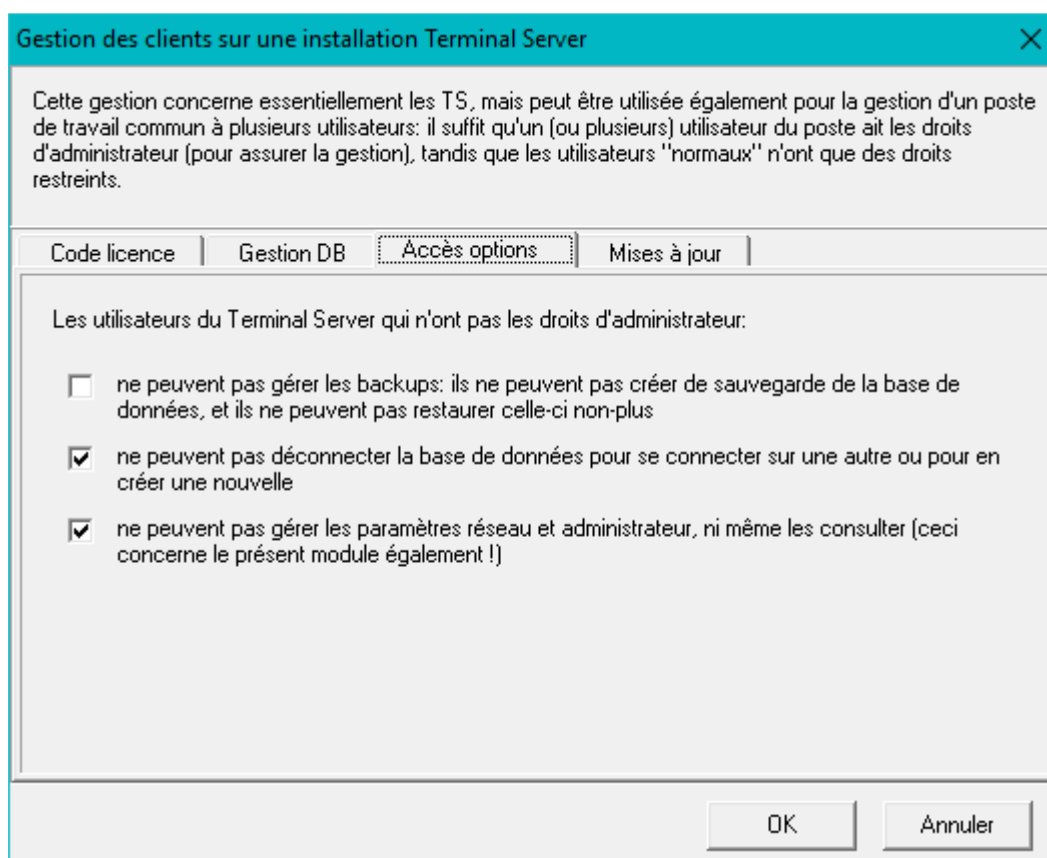 Gestion des clients sur une installation Terminal Server
Cette gestion concerne essentiellement les TS, mais peut être utilisée également pour la gestion d'un poste
de travail commun à plusieurs utilisateurs: il suffit qu'un (ou plusieurs) utilisateur du poste ait les droits
d'administrateur (pour assurer la gestion), tandis que les utilisateurs "normaux" n'ont que des droits
restreints.
Code licence Gestion DB Accès options Mises à jour
Les utilisateurs du Terminal Server qui n'ont pas les droits d'administrateur:
ne peuvent pas gérer les backups: ils ne peuvent pas créer de sauvegarde de la base de
données, et ils ne peuvent pas restaurer celle-ci non-plus
ne peuvent pas déconnecter la base de données pour se connecter sur une autre ou pour en
créer une nouvelle
ne peuvent pas gérer les paramètres réseau et administrateur, ni même les consulter (ceci
concerne le présent module également !)
OK Annuler